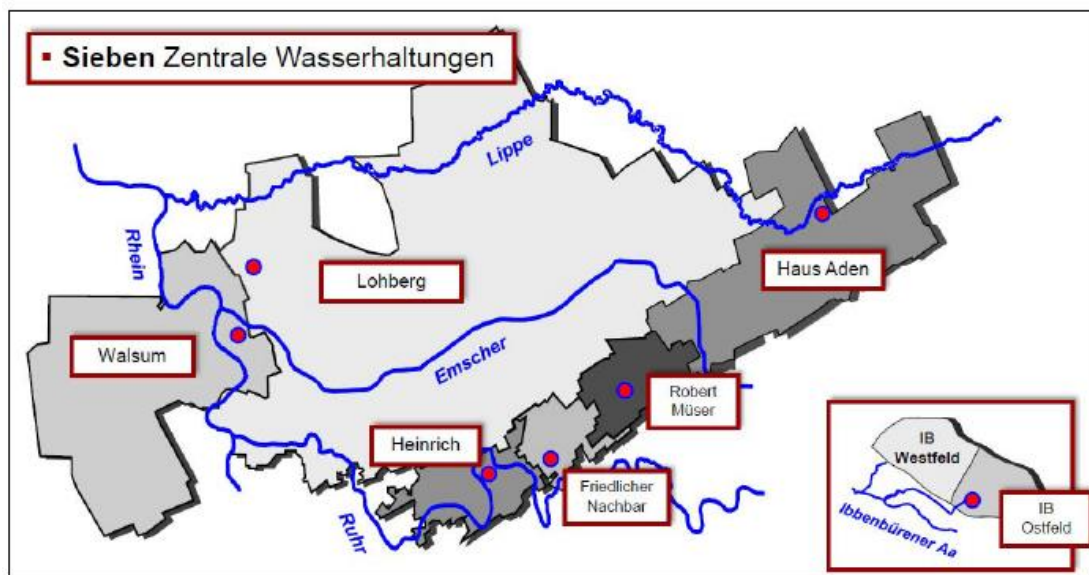 ▪ Sieben Zentrale Wasserhaltungen
Lippe
Rhein
Lohberg
Haus Aden
Walsum
Emscher
Robert
Müser
Heinrich
Friedlicher
Nachbar
Ruhr
IB
Westfeld
IB
Ostfeld
Ibbenbürener Aa